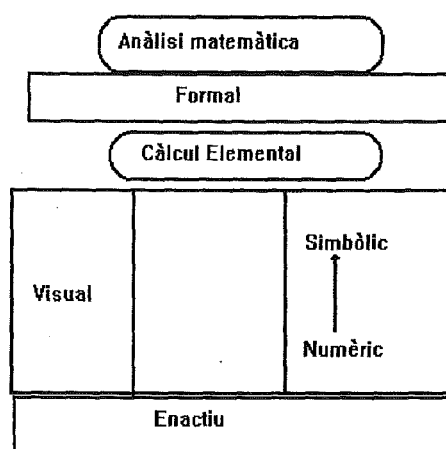 Anàlisi matemàtica
Formal
Càlcul Elemental
Simbòlic
Visual
Numèric
Enactiu